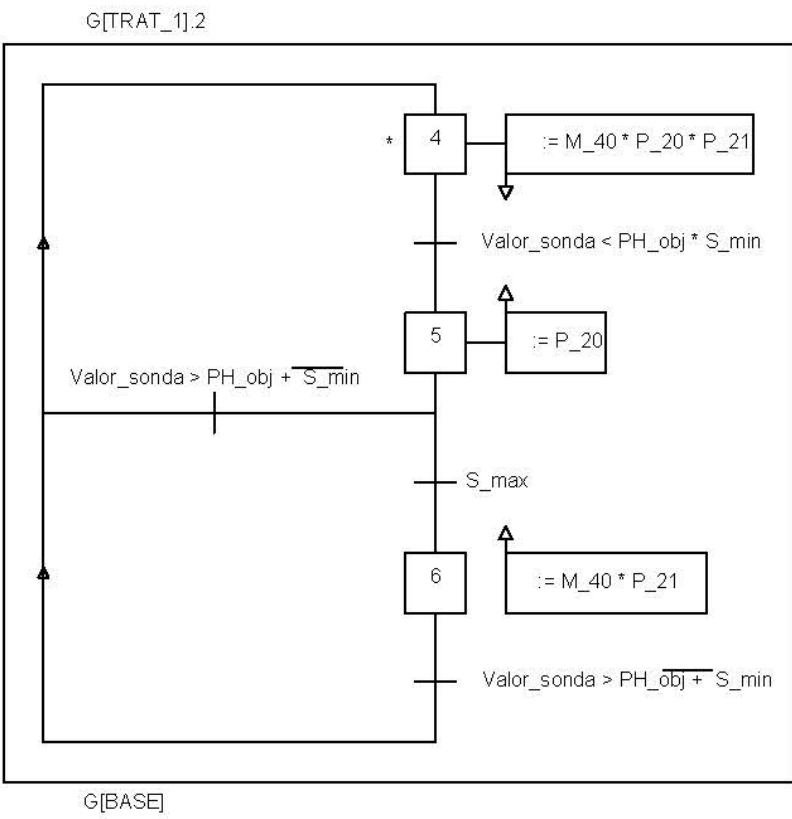 G[TRAT_1].2
* 4 := M_40 * P_20 * P_21
Valor_sonda < PH_obj * S_min
5 := P_20
Valor_sonda > PH_obj + S_min
S_max
6 := M_40 * P_21
Valor_sonda > PH_obj + S_min
G[BASE]